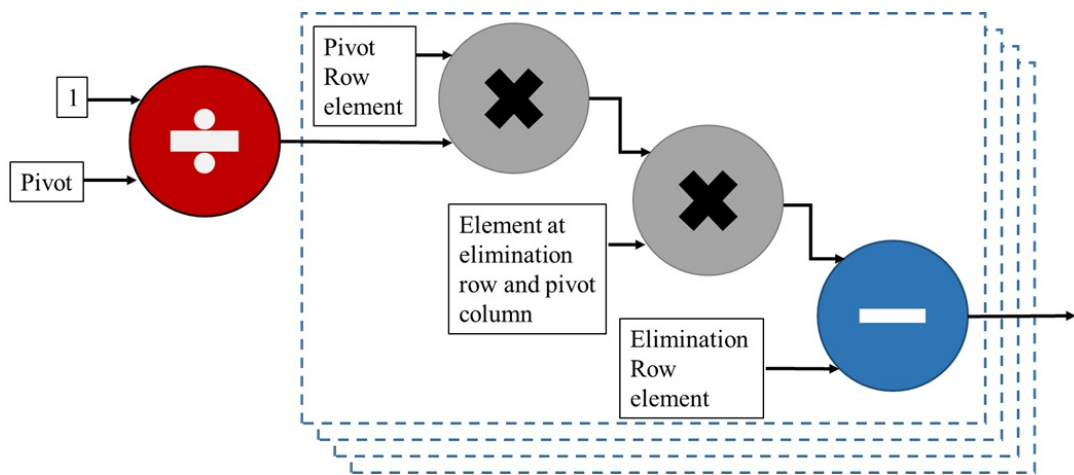 1
Pivot
Pivot
Row
element
Element at
elimination
row and pivot
column
Elimination
Row
element